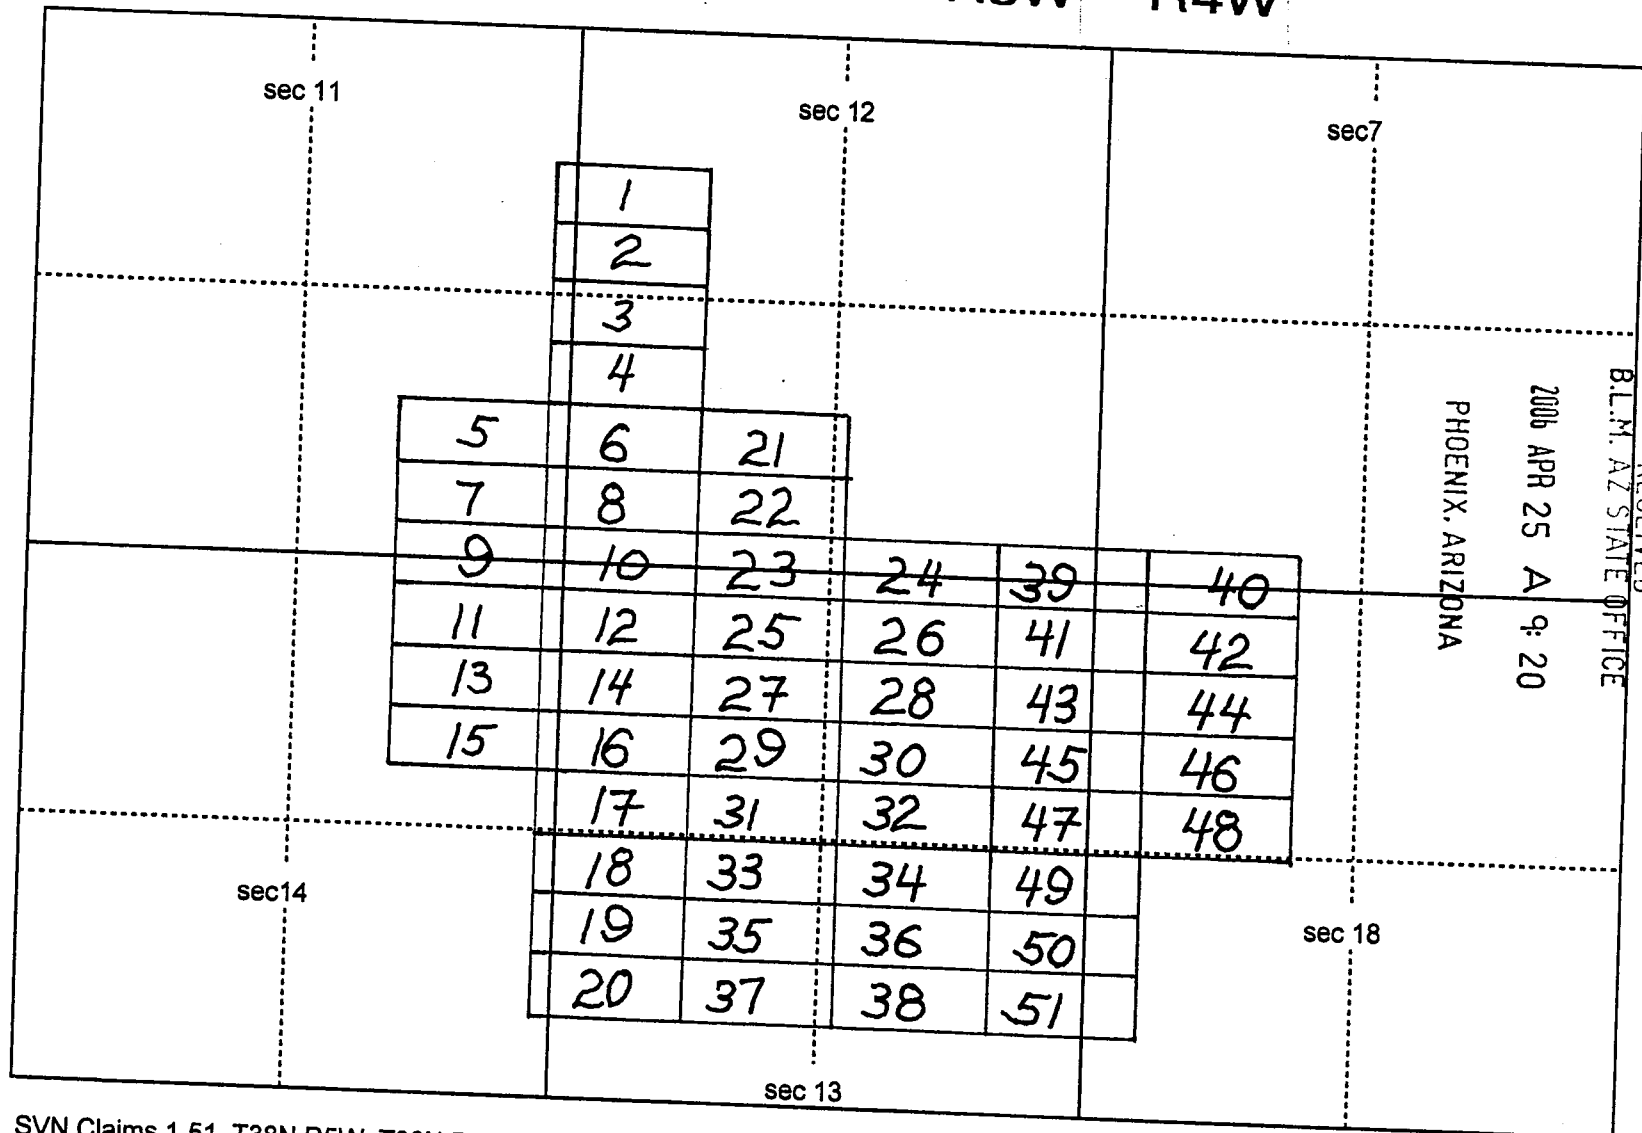 R4W
sec 11
sec 12
sec7
1
2
3
4
5 6 21
7 8 22
9 10 23 24 39 40
11 12 25 26 41 42
13 14 27 28 43 44
15 16 29 30 45 46
17 31 32 47 48
18 33 34 49
19 35 36 50
20 37 38 51
sec14
sec 18
sec 13
B.L.M. AZ STATE OFFICE
2006 APR 25 A 9:20
PHOENIX, ARIZONA
SVN Claims 1-51 T38N R5W